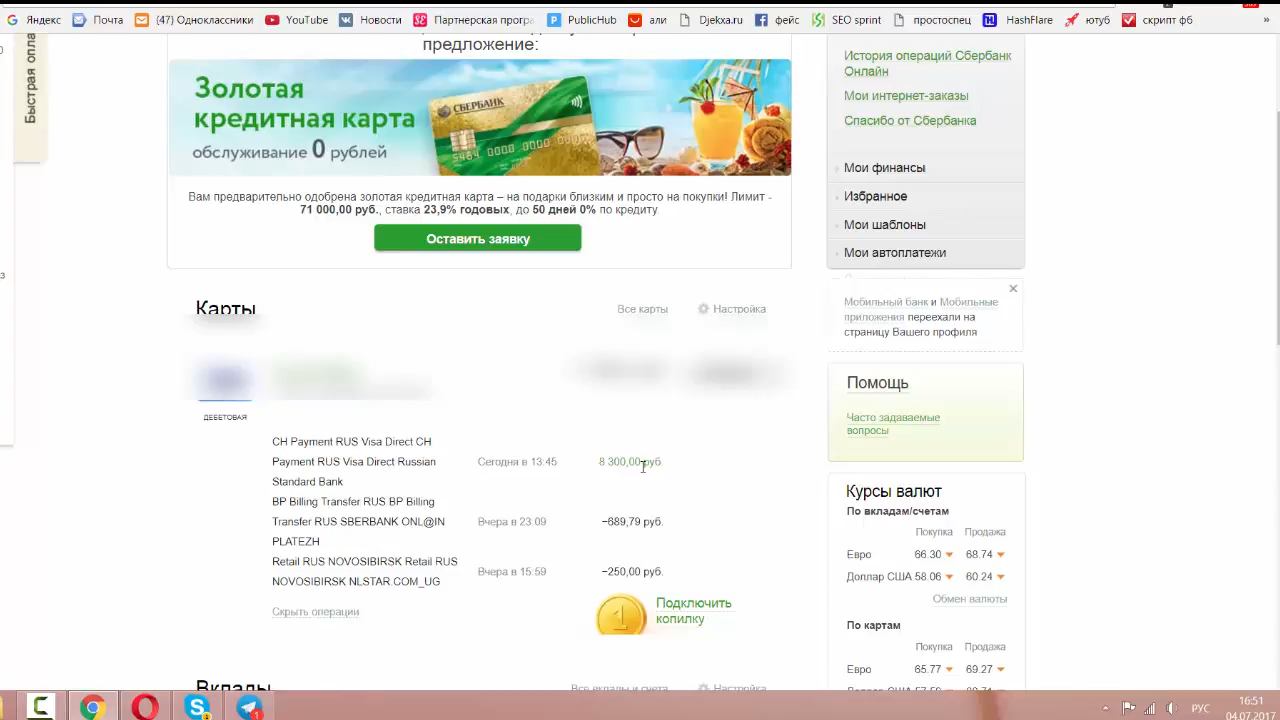 Яндекс
Почта
(47) Одноклассники
YouTube
Новости
Партнерская програ
PublicHub
али
Djekxa.ru
фейс
SEO sprint
простоспец
HashFlare
ютуб
скрипт фб
»
Быстрая опла
предложение:
Золотая
кредитная карта
обслуживание 0 рублей
СБЕРБАНК
Вам предварительно одобрена золотая кредитная карта – на подарки близким и просто на покупки! Лимит -
71 000,00 руб., ставка 23,9% годовых, до 50 дней 0% по кредиту.
Оставить заявку
Карты
Все карты
Настройка
ДЕБЕТОВАЯ
CH Payment RUS Visa Direct CH
Payment RUS Visa Direct Russian
Standard Bank
Сегодня в 13:45
8 300,00 руб.
BP Billing Transfer RUS BP Billing
Transfer RUS SBERBANK ONL@IN
PLATEZH
Вчера в 23:09
−689,79 руб.
Retail RUS NOVOSIBIRSK Retail RUS
NOVOSIBIRSK NLSTAR.COM_UG
Вчера в 15:59
−250,00 руб.
Скрыть операции
1
Подключить
копилку
Вклады
Все вклады и счета
Настройка
История операций Сбербанк
Онлайн
Мои интернет-заказы
Спасибо от Сбербанка
Мои финансы
Избранное
Мои шаблоны
Мои автоплатежи
Мобильный банк и Мобильные
приложения переехали на
страницу Вашего профиля
Помощь
Часто задаваемые
вопросы
Курсы валют
По вкладам/счетам
Покупка Продажа
Евро 66.30 68.74
Доллар США 58.06 60.24
Обмен валюты
По картам
Покупка Продажа
Евро 65.77 69.27
РУС
16:51
04.07.2017